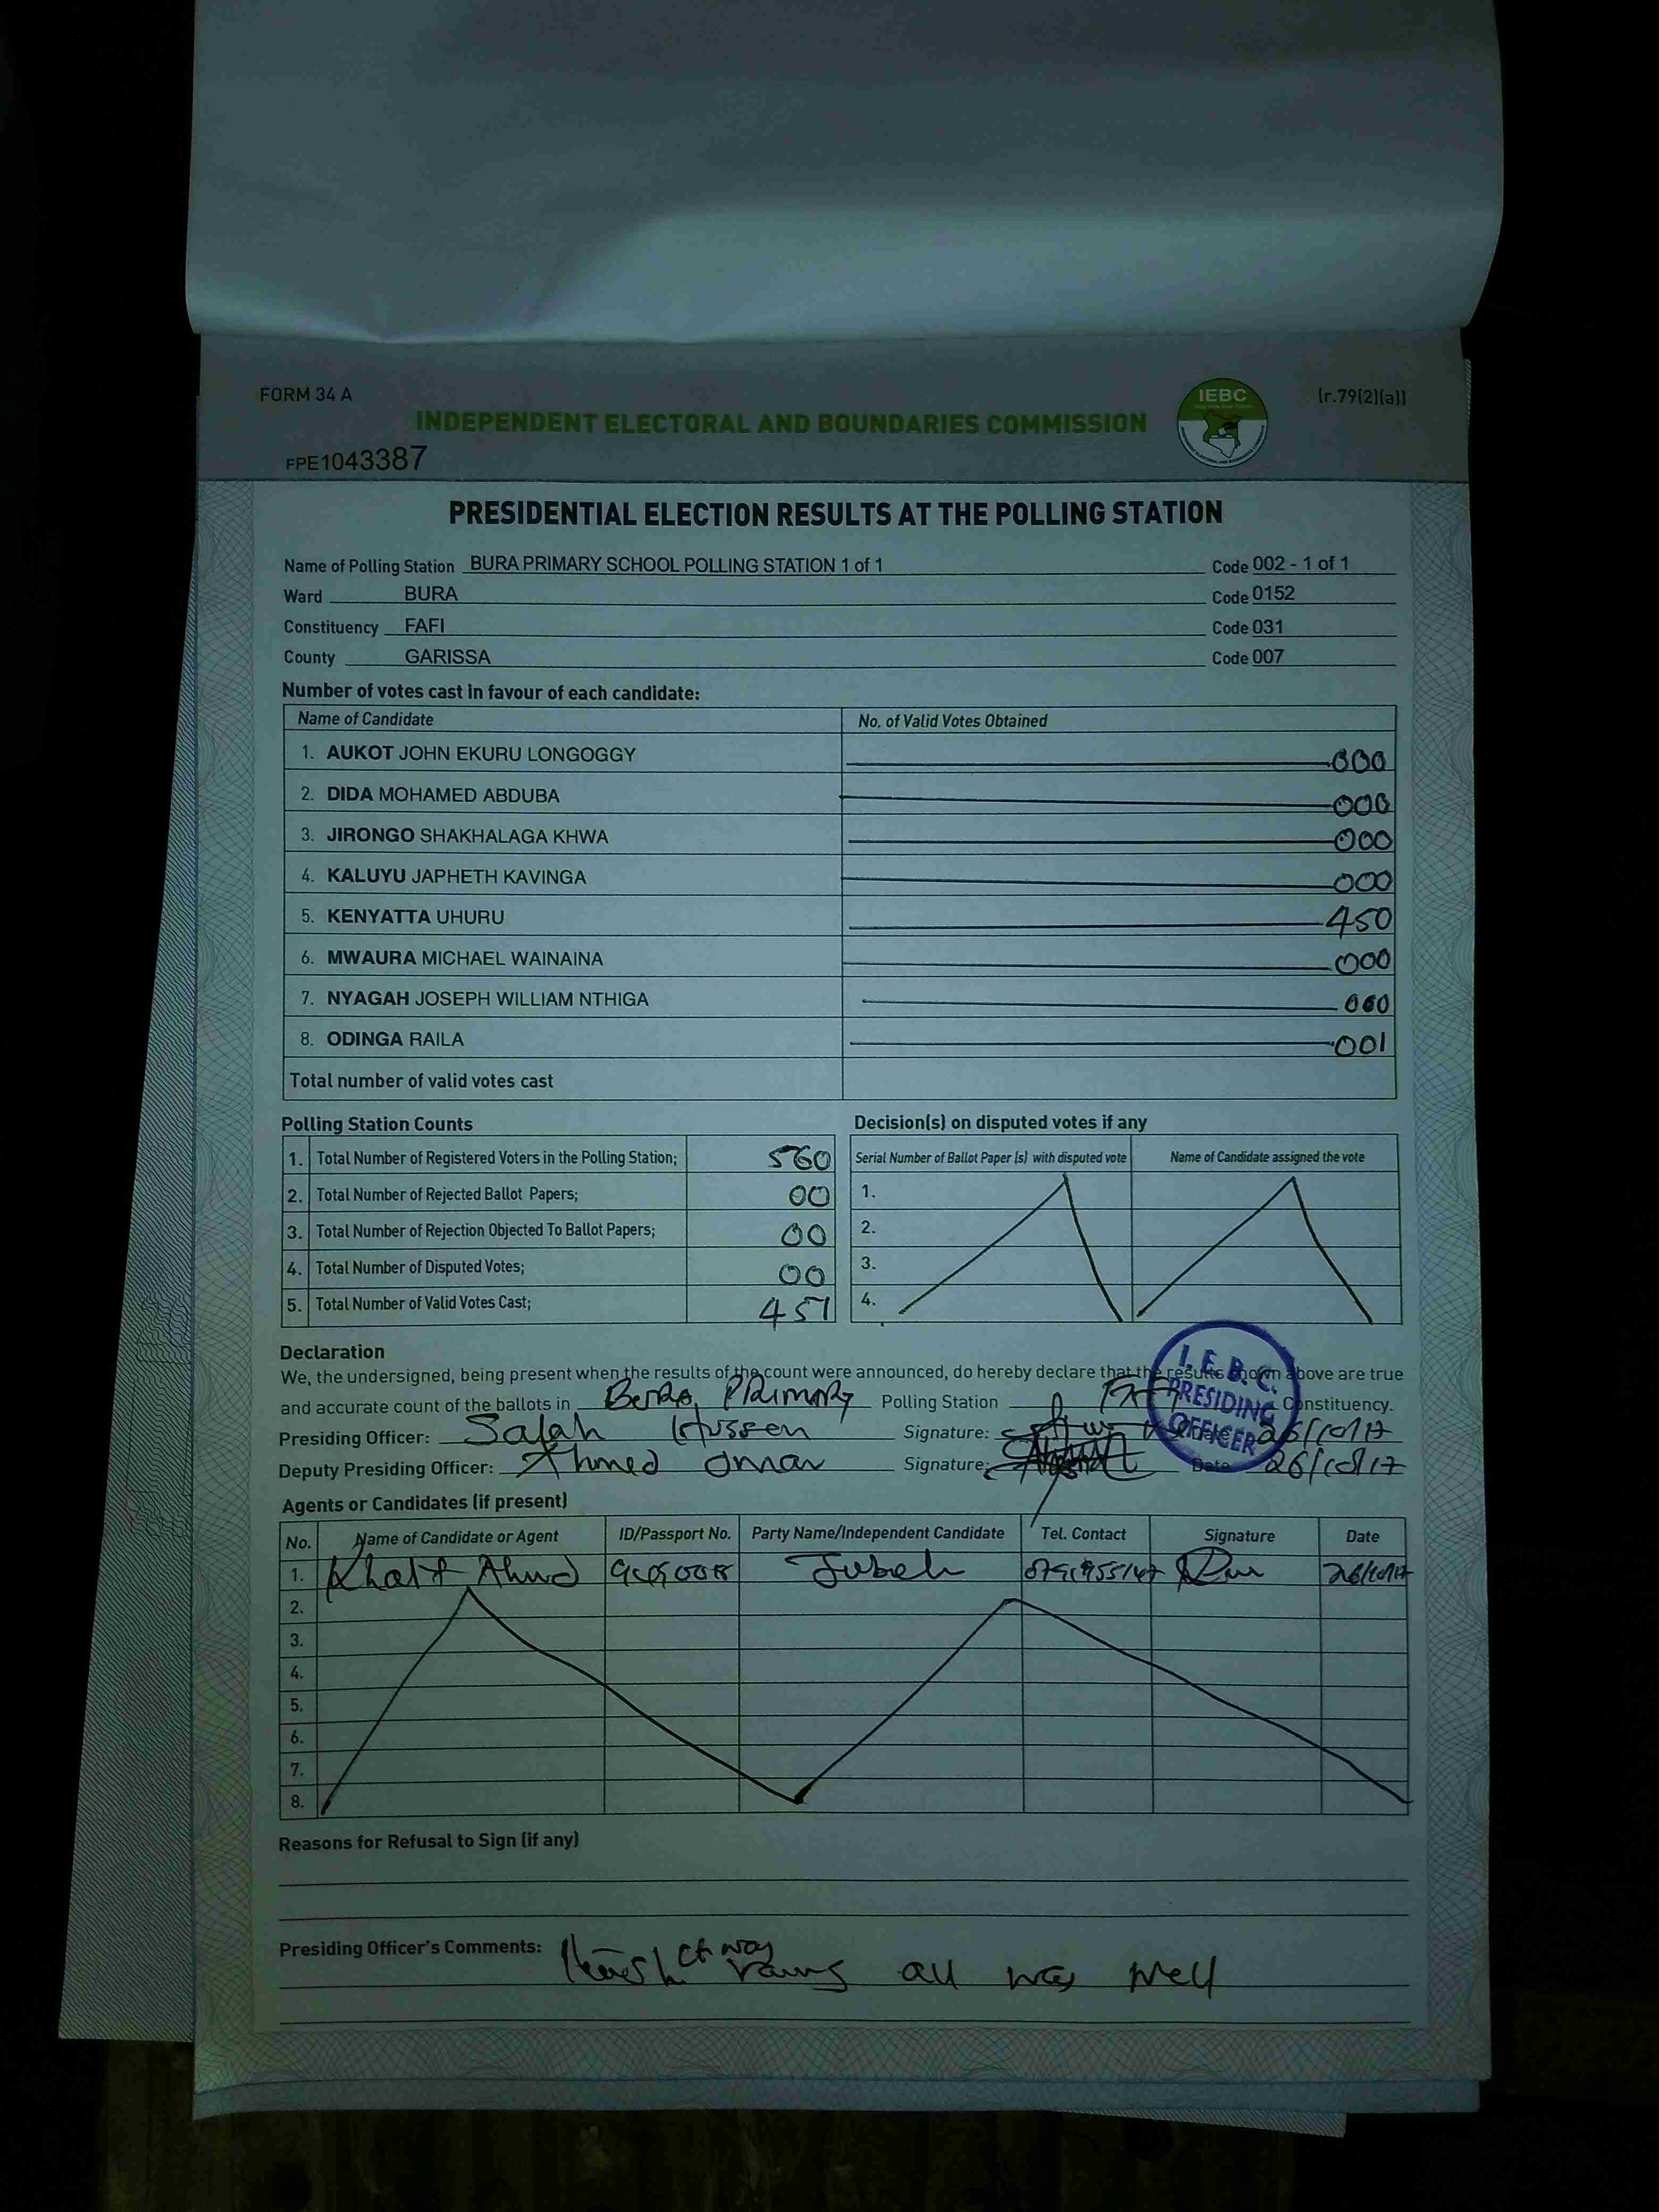 FORM 34 A
IEBC
(r.79(2)(a))
INDEPENDENT ELECTORAL AND BOUNDARIES COMMISSION
FPE1043387
PRESIDENTIAL ELECTION RESULTS AT THE POLLING STATION
Name of Polling Station BURA PRIMARY SCHOOL POLLING STATION 1 of 1 Code 002 - 1 of 1
Ward BURA Code 0152
Constituency FAFI Code 031
County GARISSA Code 007
Number of votes cast in favour of each candidate:
Name of Candidate No. of Valid Votes Obtained
1. AUKOT JOHN EKURU LONGOGGY 000
2. DIDA MOHAMED ABDUBA 000
3. JIRONGO SHAKHALAGA KHWA 000
4. KALUYU JAPHETH KAVINGA 000
5. KENYATTA UHURU 450
6. MWAURA MICHAEL WAINAINA 000
7. NYAGAH JOSEPH WILLIAM NTHIGA 000
8. ODINGA RAILA 001
Total number of valid votes cast
Polling Station Counts Decision(s) on disputed votes if any
Serial Number of Ballot Paper (s) with disputed vote Name of Candidate assigned the vote
1. Total Number of Registered Voters in the Polling Station; 560
2. Total Number of Rejected Ballot Papers; 00
3. Total Number of Rejection Objected To Ballot Papers; 00
4. Total Number of Disputed Votes; 00
5. Total Number of Valid Votes Cast; 451
1.
2.
3.
4.
Declaration
We, the undersigned, being present when the results of the count were announced, do hereby declare that the results shown above are true
and accurate count of the ballots in Bura Primary Polling Station Constituency.
Presiding Officer: Salah Hussen Signature: Date 26/10/17
Deputy Presiding Officer: Ahmed Omar Signature: Date 26/10/17
I.E.B.C.
PRESIDING
OFFICER
Agents or Candidates (if present)
No. Name of Candidate or Agent ID/Passport No. Party Name/Independent Candidate Tel. Contact Signature Date
1. Khalif Ahmed Jubilee 26/10/17
2.
3.
4.
5.
6.
7.
8.
Reasons for Refusal to Sign (if any)
Presiding Officer's Comments: all was well